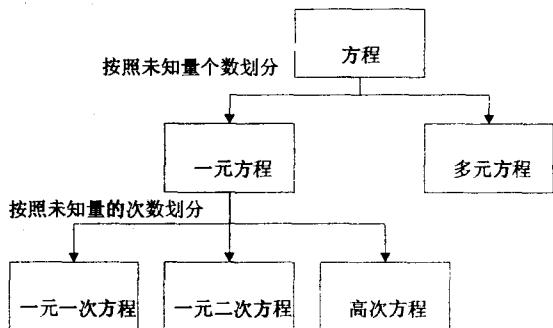 方程
按照未知量个数划分
一元方程
多元方程
按照未知量的次数划分
一元一次方程
一元二次方程
高次方程